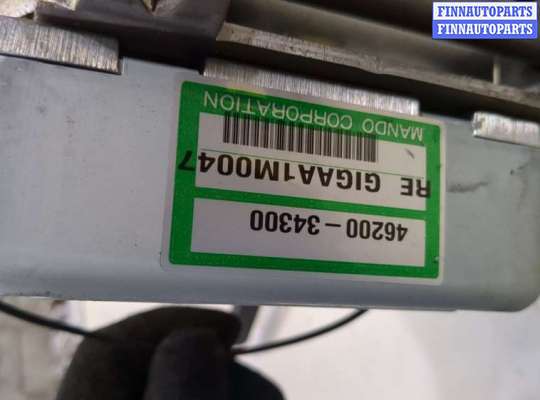 FINNAUTOPARTS
FINNAUTOPARTS
46200-34300
RE GIGAA1M0047
MANDO CORPORATION